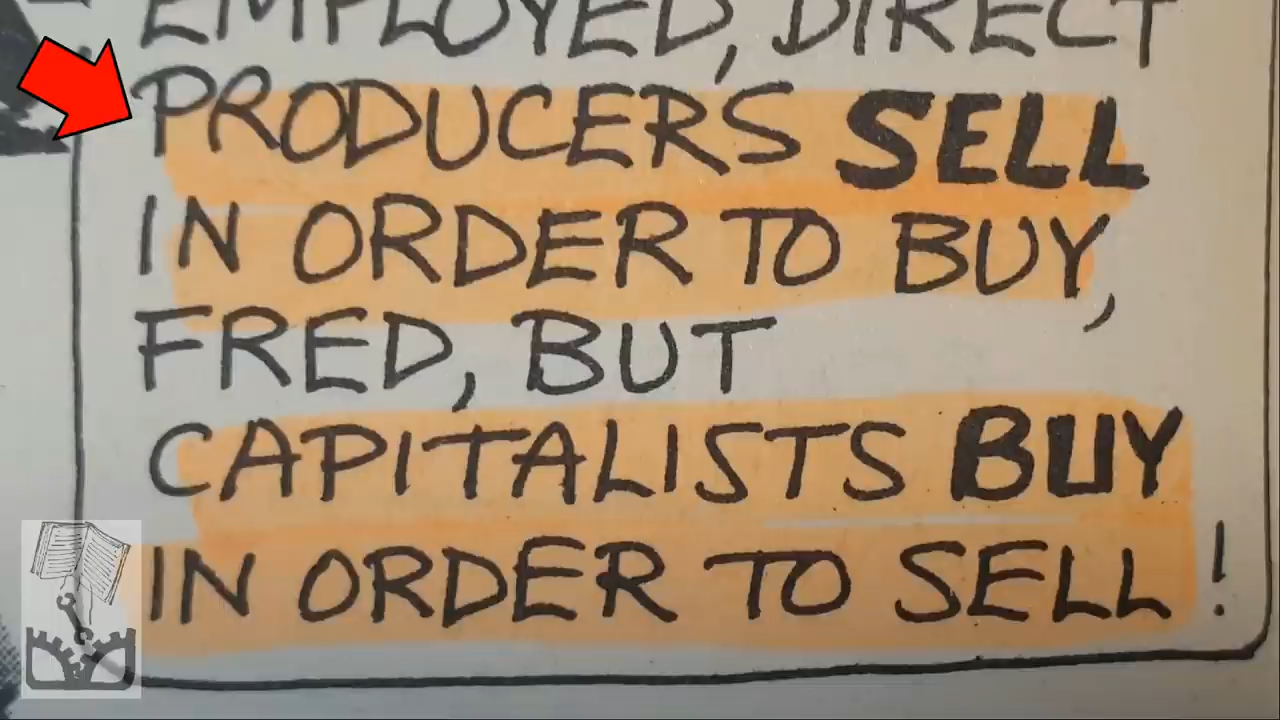 EMPLOYED, DIRECT
PRODUCERS SELL
IN ORDER TO BUY,
FRED, BUT
CAPITALISTS BUY
IN ORDER TO SELL!